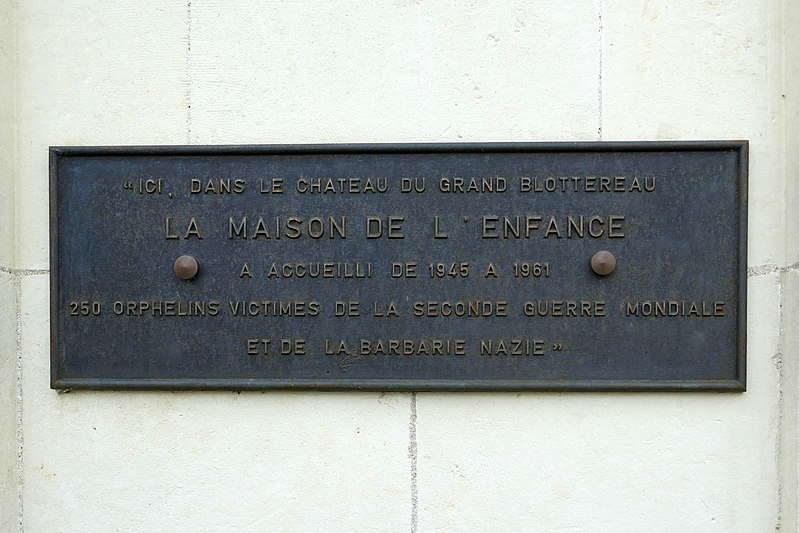 “ICI, DANS LE CHATEAU DU GRAND BLOTTEREAU
LA MAISON DE L'ENFANCE
A ACCUEILLI DE 1945 A 1961
250 ORPHELINS VICTIMES DE LA SECONDE GUERRE MONDIALE
ET DE LA BARBARIE NAZIE”